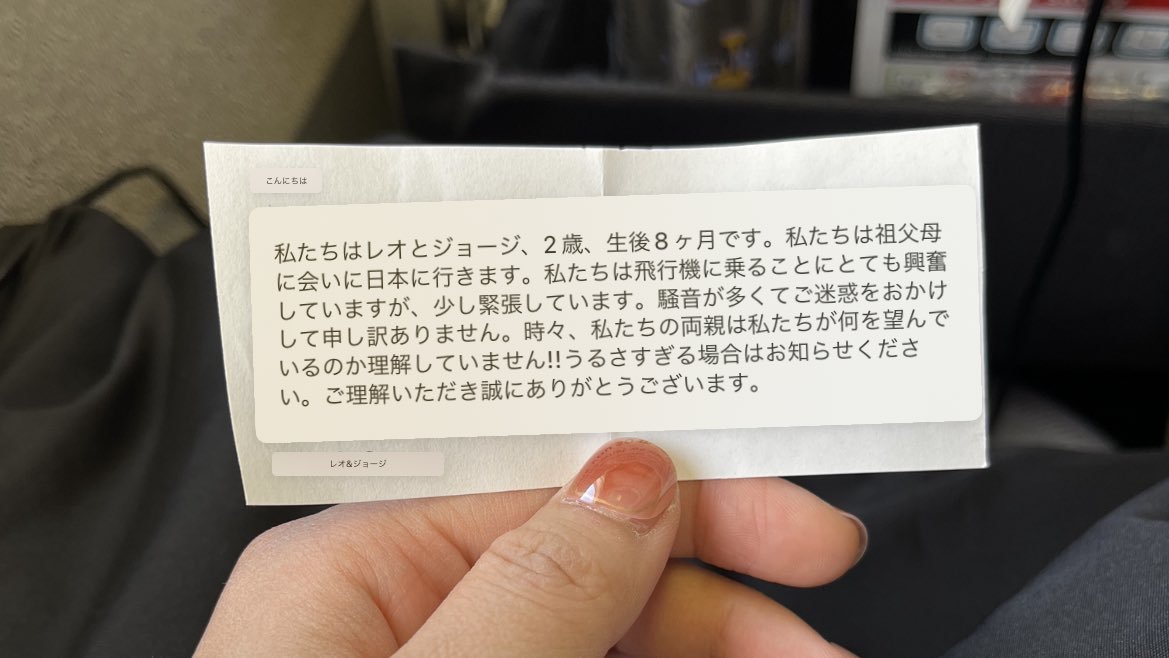 こんにちは
私たちはレオとジョージ、2歳、生後8ヶ月です。私たちは祖父母
に会いに日本に行きます。私たちは飛行機に乗ることにとても興奮
していますが、少し緊張しています。騒音が多くてご迷惑をおかけ
して申し訳ありません。時々、私たちの両親は私たちが何を望んで
いるのか理解していません!!うるさすぎる場合はお知らせくださ
い。ご理解いただき誠にありがとうございます。
レオ&ジョージ